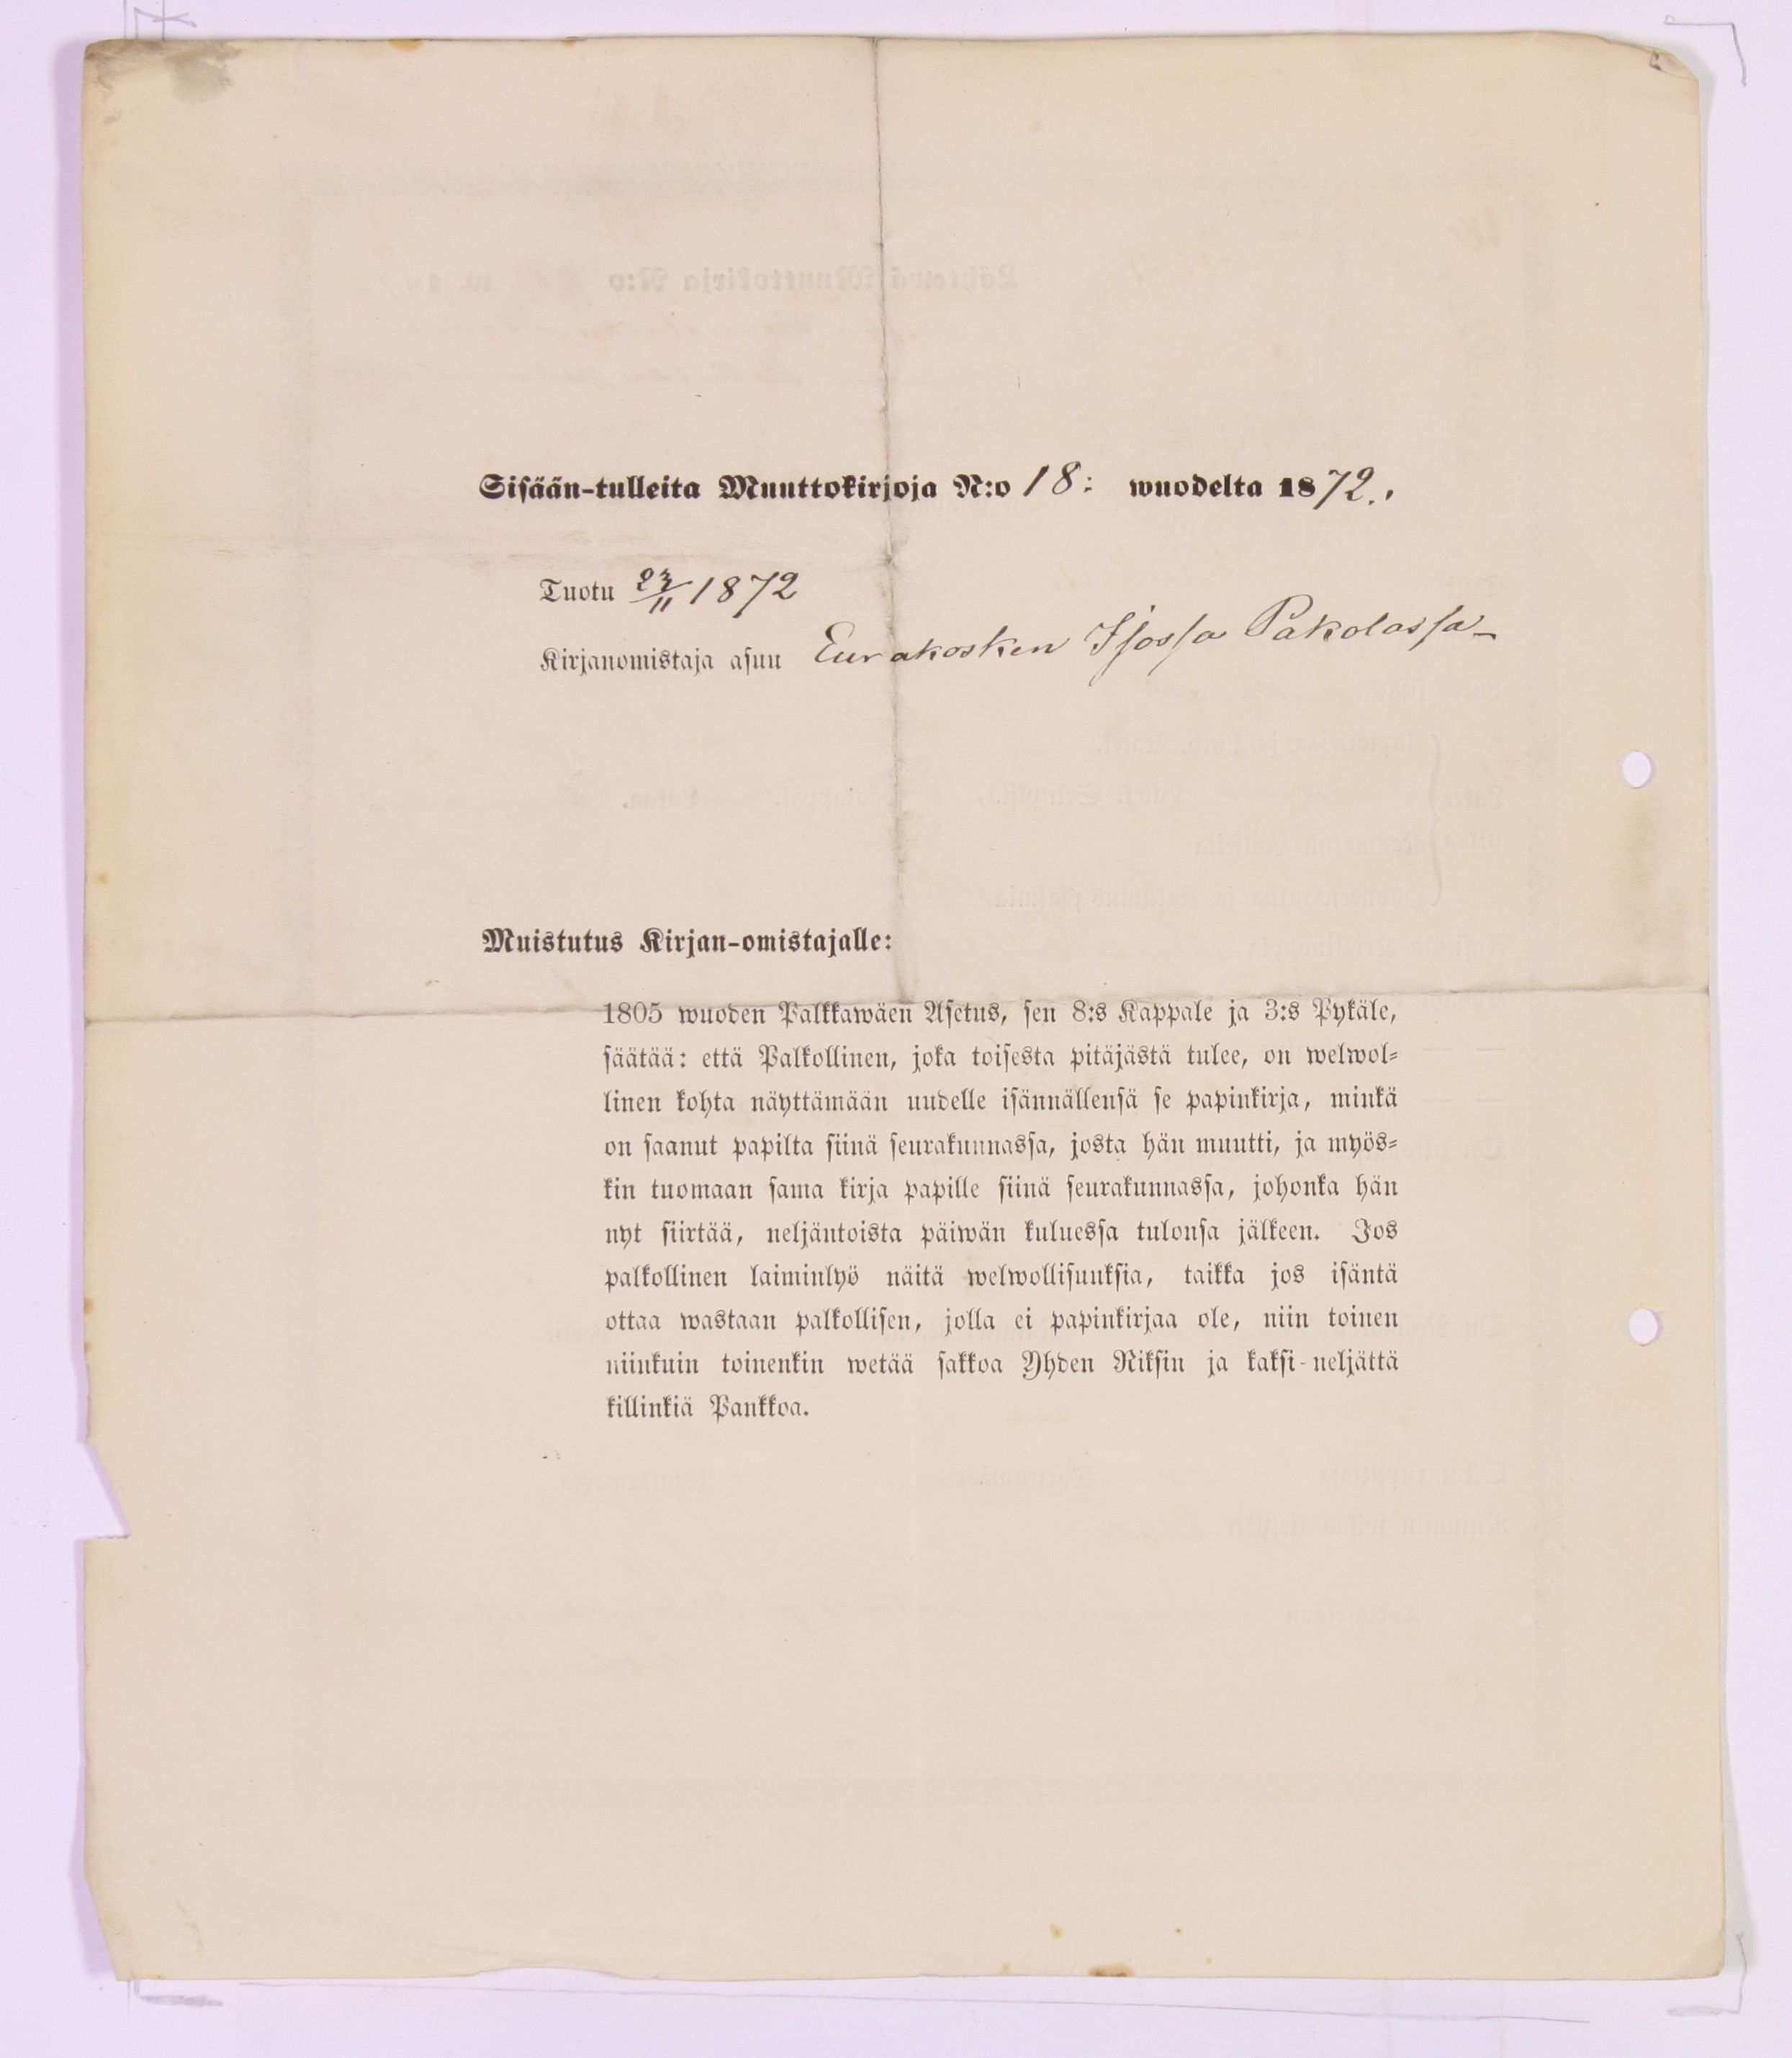 Sisään-tulleita Muuttokirjoja N:o 18: wuodelta 1872.
Tuotu 23/11 1872
Kirjanomistaja asuu Eurakosken Isossa Pakolassa
Muistutus Kirjan-omistajalle:
1805 wuoden Palkkawäen Asetus, sen 8:s Kappale ja 3:s Pykäle,
säätää: että Palkollinen, joka toisesta pitäjästä tulee, on welwol-
linen kohta näyttämään uudelle isännällensä se papinkirja, minkä
on saanut papilta siinä seurakunnassa, josta hän muutti, ja myös-
kin tuomaan sama kirja papille siinä seurakunnassa, johonka hän
nyt siirtää, neljäntoista päiwän kuluessa tulonsa jälkeen. Jos
palkollinen laiminlyö näitä welwollisuuksia, taikka jos isäntä
ottaa wastaan palkollisen, jolla ei papinkirjaa ole, niin toinen
niinkuin toinenkin wetää sakkoa Yhden Riksin ja kaksi-neljättä
killinkiä Pankkoa.